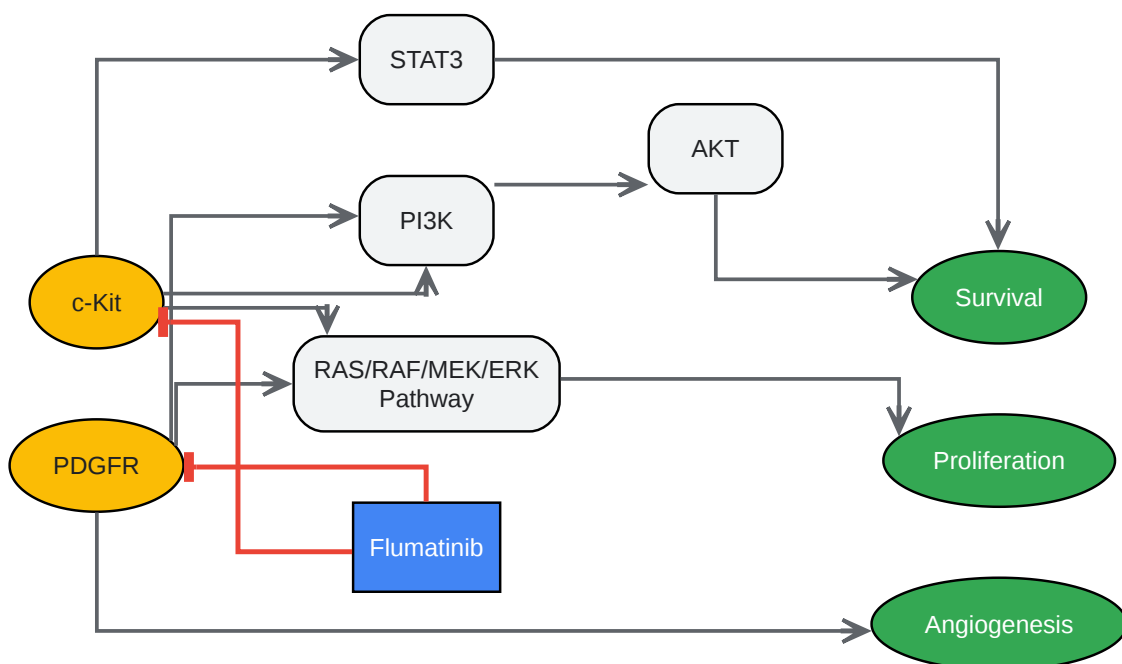 STAT3
AKT
PI3K
c-Kit
Survival
RAS/RAF/MEK/ERK
Pathway
PDGFR
Proliferation
Flumatinib
Angiogenesis